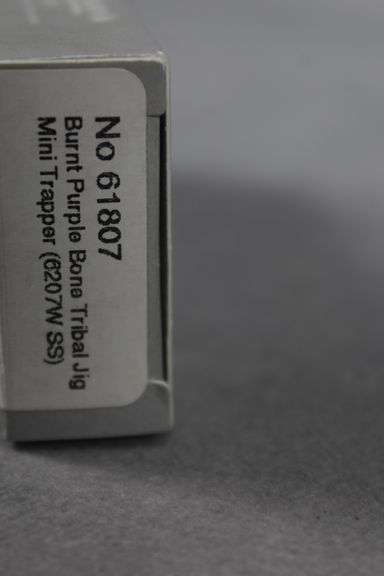 No 61807
Burnt Purple Bone Tribal Jig
Mini Trapper (6207W SS)